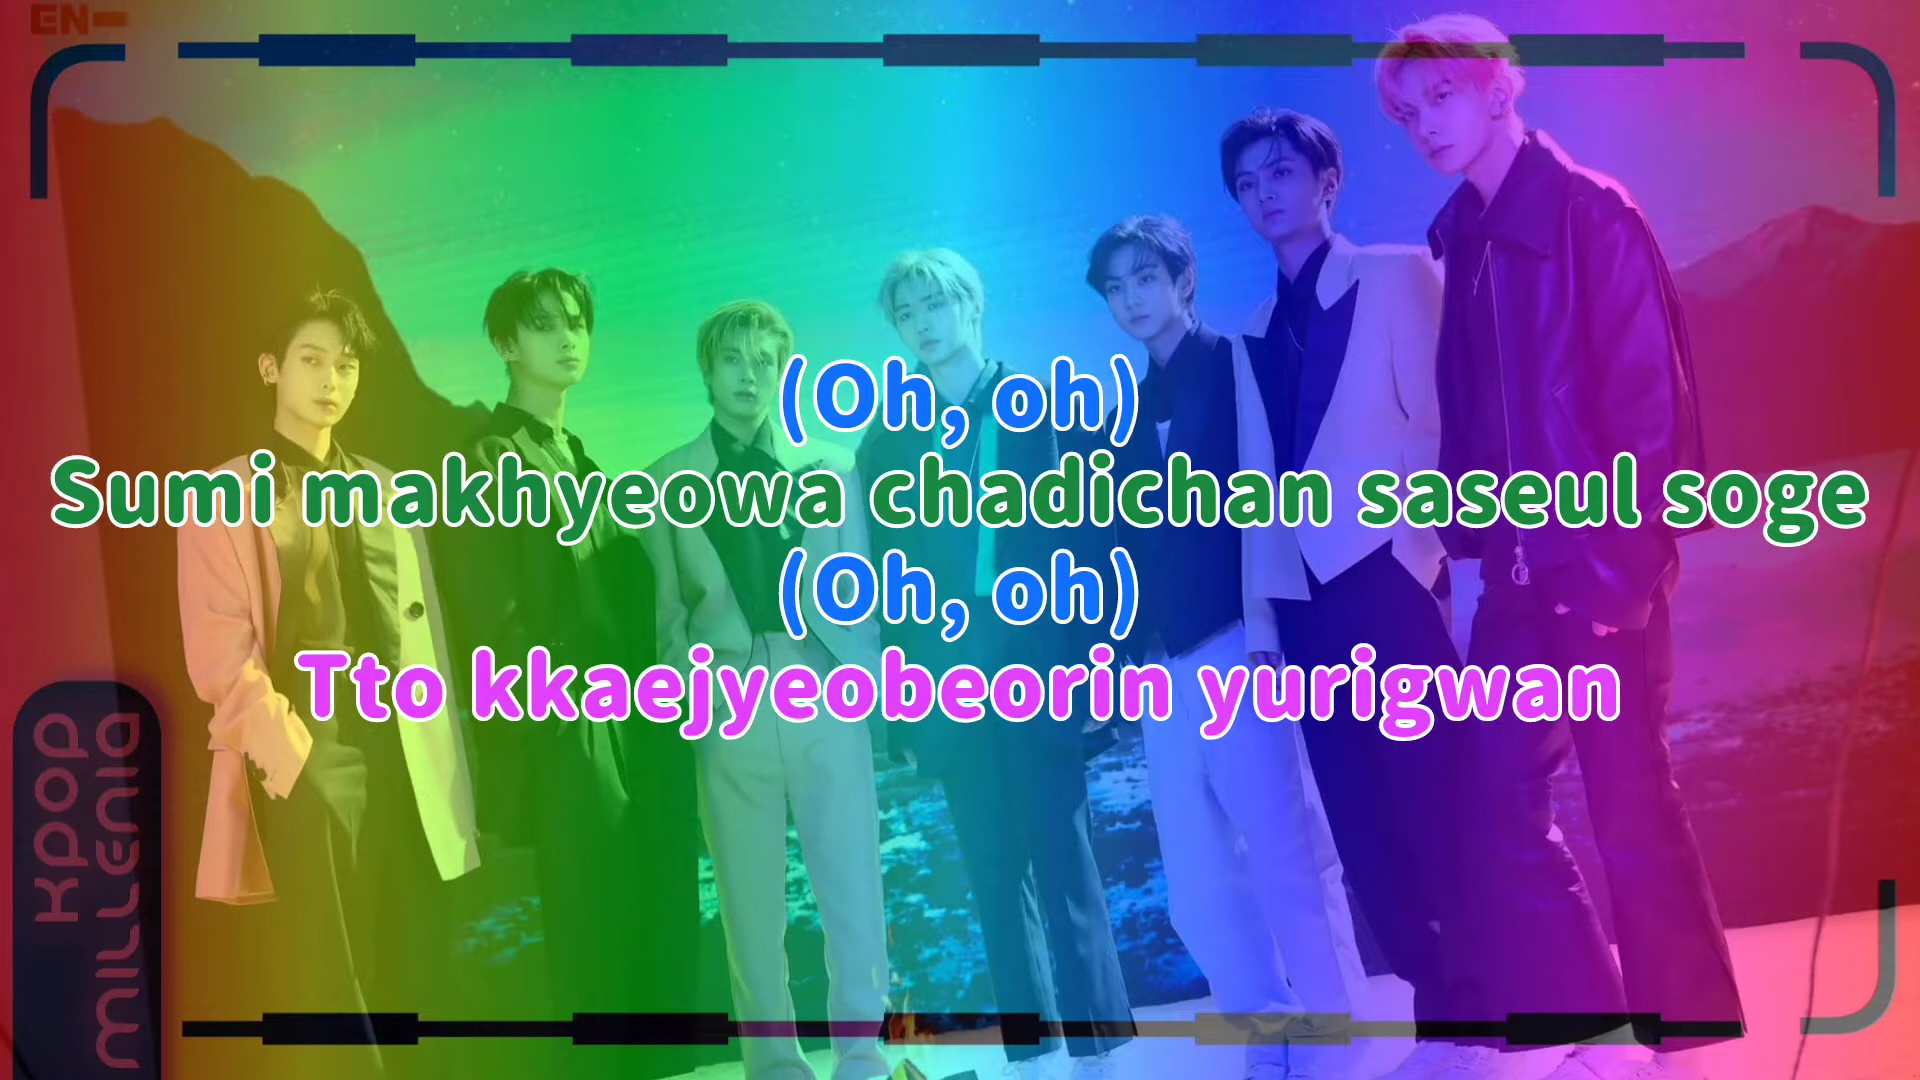 EN-
(Oh, oh)
Sumi makhyeowa chadichan saseul soge
(Oh, oh)
Tto kkaejyeobeorin yurigwan
kpop
millenia